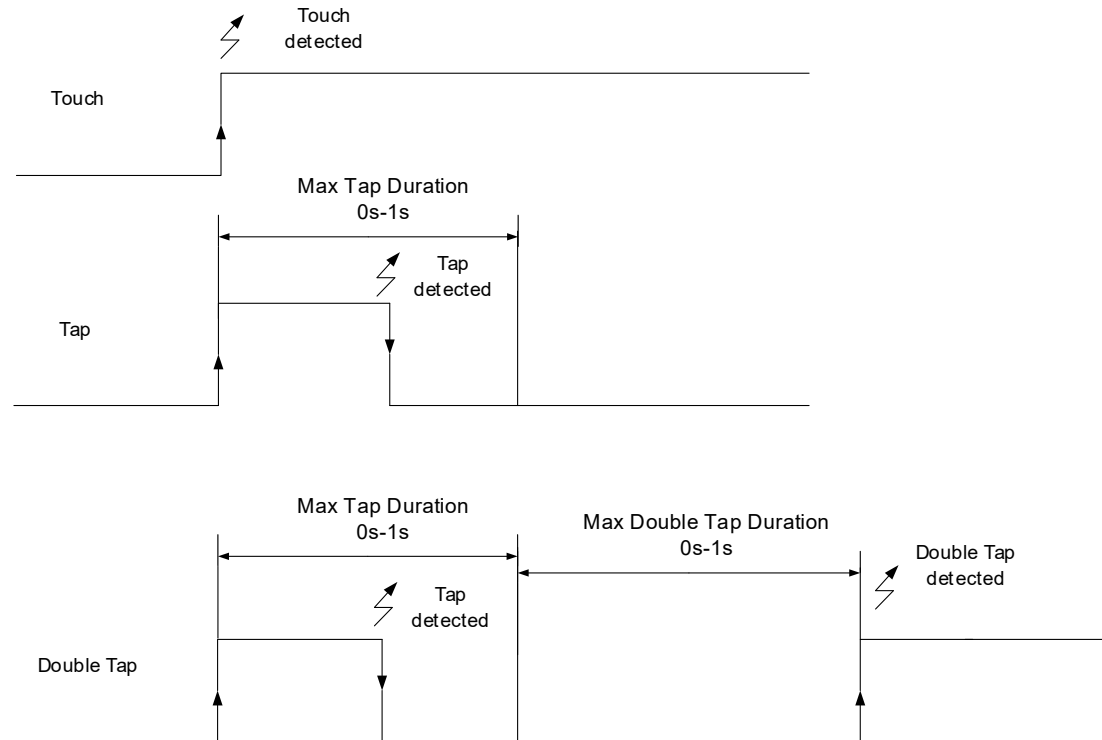 Touch
detected
Touch
Max Tap Duration
0s-1s
Tap
detected
Tap
Max Tap Duration
0s-1s
Max Double Tap Duration
0s-1s
Tap
detected
Double Tap
detected
Double Tap